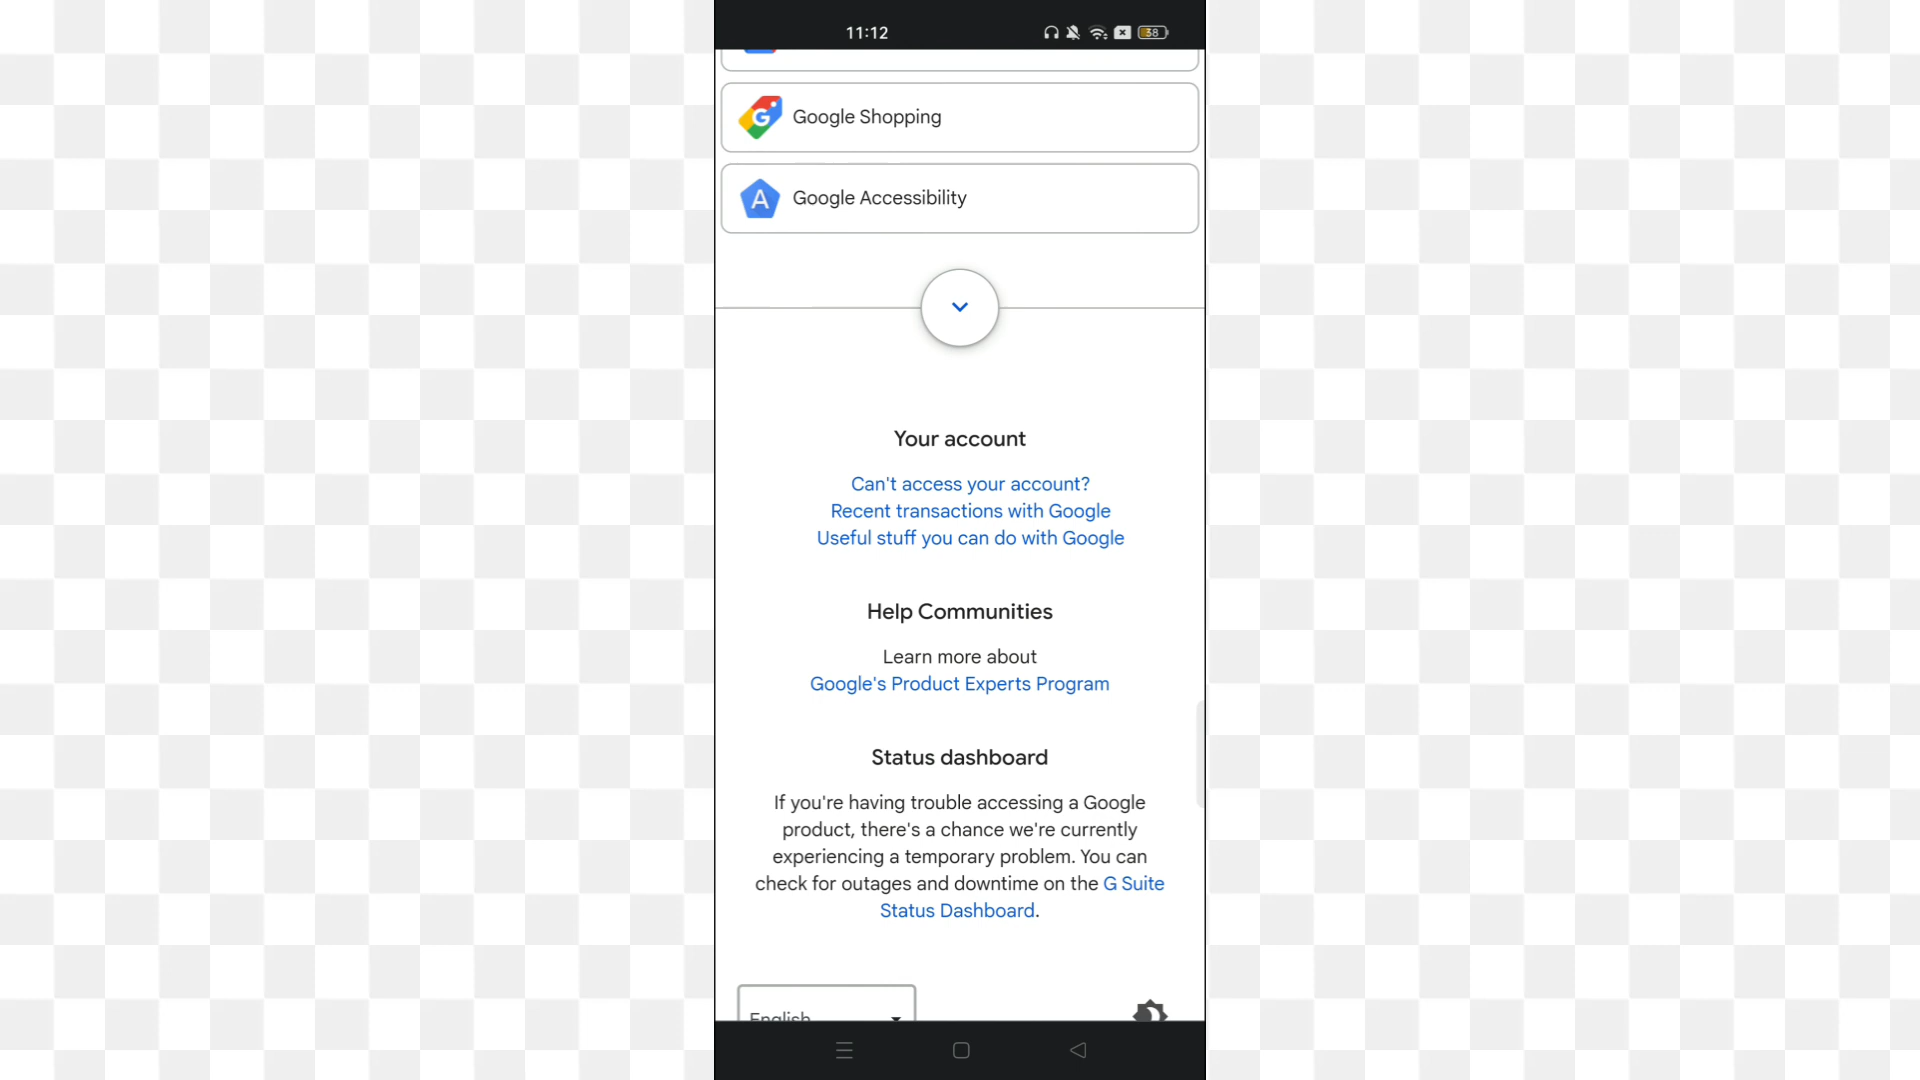 11:12
58
Google Shopping
Google Accessibility
Your account
Can't access your account?
Recent transactions with Google
Useful stuff you can do with Google
Help Communities
Learn more about
Google's Product Experts Program
Status dashboard
If you're having trouble accessing a Google
product, there's a chance we're currently
experiencing a temporary problem. You can
check for outages and downtime on the G Suite
Status Dashboard.
English